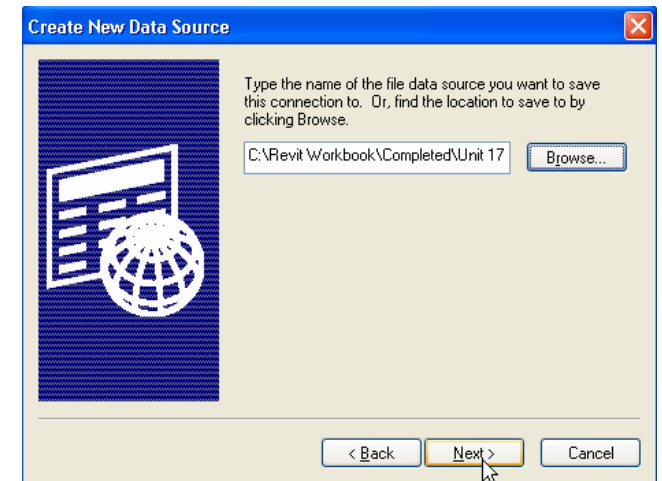 Create New Data Source
Type the name of the file data source you want to save
this connection to. Or, find the location to save to by
clicking Browse.
C:\Revit Workbook\Completed\Unit 17
Browse...
< Back
Next >
Cancel